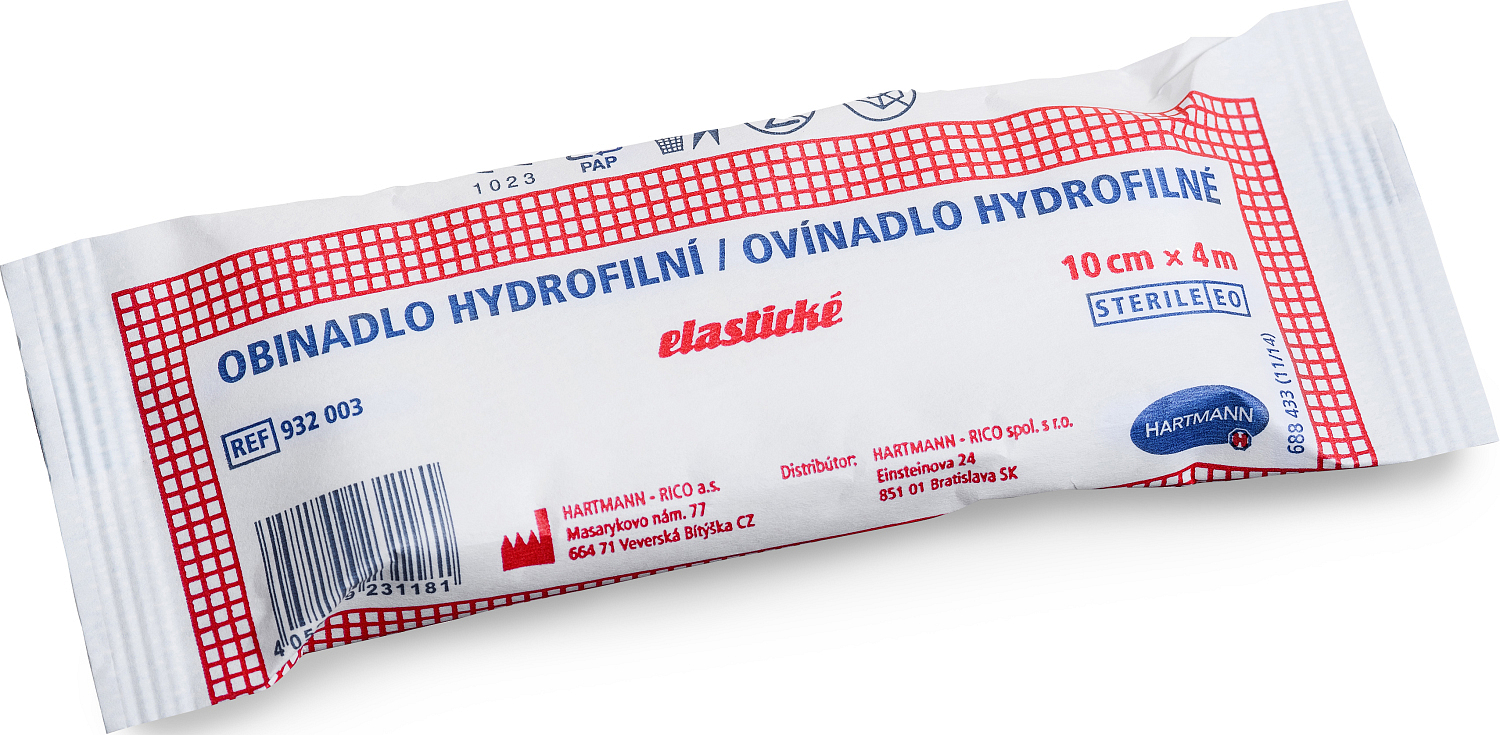 1023
PAP
OBINADLO HYDROFILNÍ / OVÍNADLO HYDROFILNÉ
elastické
10 cm × 4 m
STERILE EO
REF 932 003
HARTMANN - RICO a.s.
Masarykovo nám. 77
664 71 Veverská Bítýška CZ
Distribútor:
HARTMANN - RICO spol. s r.o.
Einsteinova 24
851 01 Bratislava SK
HARTMANN
H
688 433 (11/14)
231181